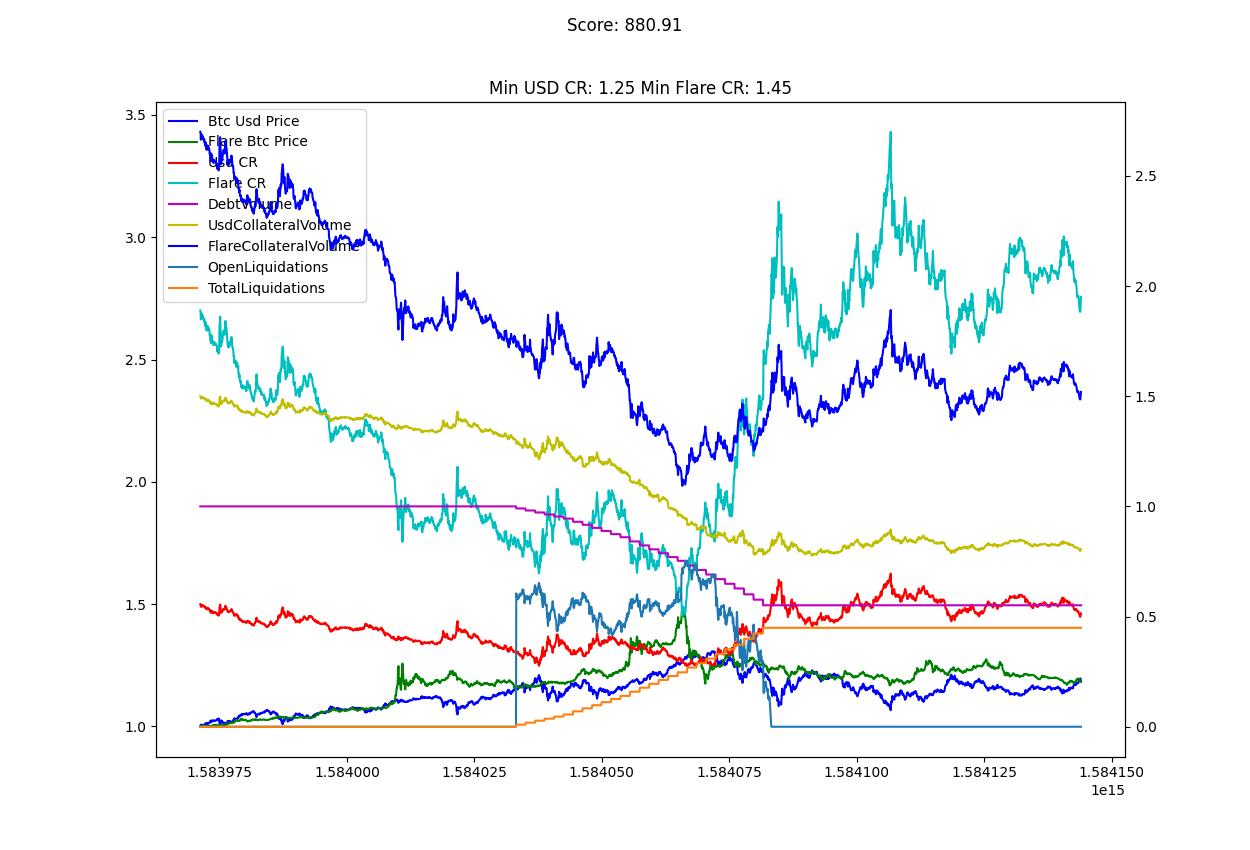 Score: 880.91
Min USD CR: 1.25 Min Flare CR: 1.45
Btc Usd Price
Flare Btc Price
Usd CR
Flare CR
DebtVolume
UsdCollateralVolume
FlareCollateralVolume
OpenLiquidations
TotalLiquidations
3.5
3.0
2.5
2.0
1.5
1.0
2.5
2.0
1.5
1.0
0.5
0.0
1.583975 1.584000 1.584025 1.584050 1.584075 1.584100 1.584125 1.584150
1e15